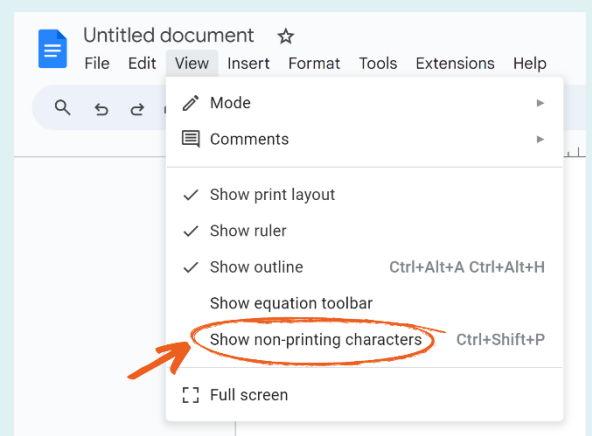 Untitled document
File Edit View Insert Format Tools Extensions Help
Mode
Comments
Show print layout
Show ruler
Show outline Ctrl+Alt+A Ctrl+Alt+H
Show equation toolbar
Show non-printing characters Ctrl+Shift+P
Full screen